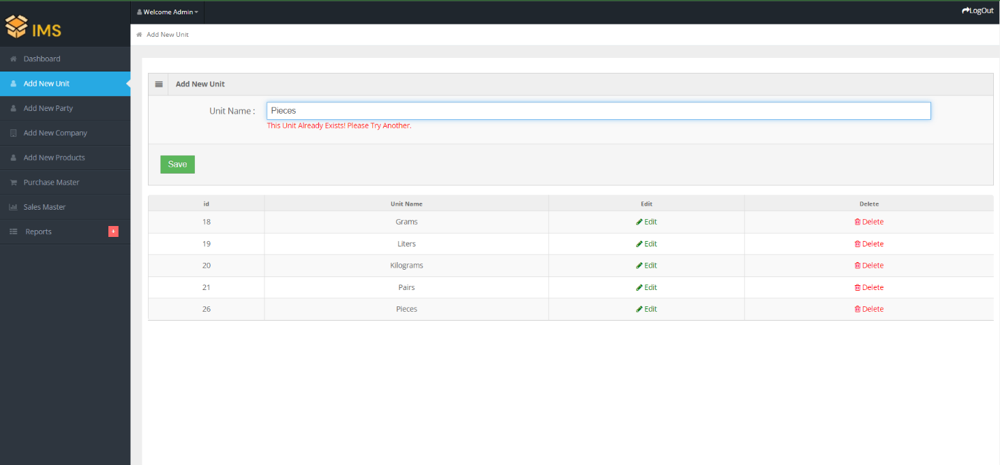 IMS
Welcome Admin
LogOut
Add New Unit
Dashboard
Add New Unit
Add New Party
Add New Company
Add New Products
Purchase Master
Sales Master
Reports +
Add New Unit
Unit Name : Pieces
This Unit Already Exists! Please Try Another.
Save
id Unit Name Edit Delete
18 Grams Edit Delete
19 Liters Edit Delete
20 Kilograms Edit Delete
21 Pairs Edit Delete
26 Pieces Edit Delete